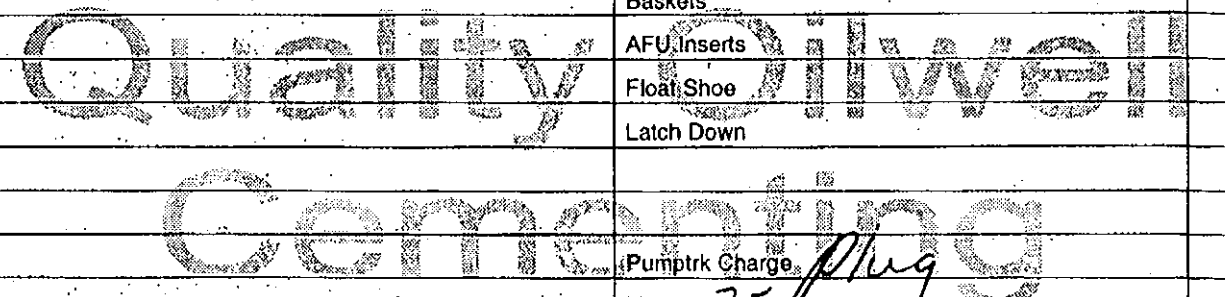 Baskets
AFU Inserts
Float Shoe
Latch Down
Quality Oilwell
Cementing
Pumptrk Charge plug